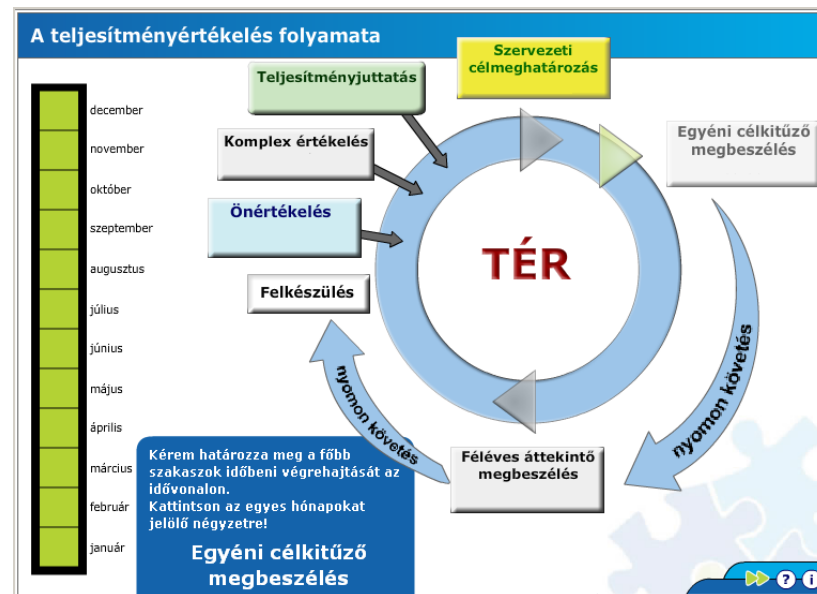 A teljesítményértékelés folyamata
Szervezeti
célmeghatározás
Teljesítményjuttatás
Egyéni célkitűző
megbeszélés
Komplex értékelés
Önértékelés
Felkészülés
TÉR
nyomon követés
nyomon követés
Féléves áttekintő
megbeszélés
december
november
október
szeptember
augusztus
július
június
május
április
március
február
január
Kérem határozza meg a főbb
szakaszok időbeni végrehajtását az
idővonalon.
Kattintson az egyes hónapokat
jelölő négyzetre!
Egyéni célkitűző
megbeszélés
?
i